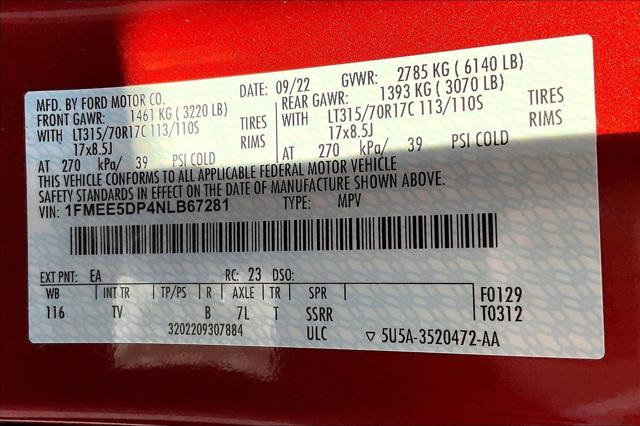 MFD. BY FORD MOTOR CO. DATE: 09/22 GVWR: 2785 KG ( 6140 LB)
FRONT GAWR: 1461 KG ( 3220 LB) REAR GAWR: 1393 KG ( 3070 LB)
WITH LT315/70R17C 113/110S TIRES WITH LT315/70R17C 113/110S TIRES
17x8.5J RIMS 17x8.5J RIMS
AT 270 kPa/ 39 PSI COLD AT 270 kPa/ 39 PSI COLD
THIS VEHICLE CONFORMS TO ALL APPLICABLE FEDERAL MOTOR VEHICLE
SAFETY STANDARDS IN EFFECT ON THE DATE OF MANUFACTURE SHOWN ABOVE.
VIN: 1FMEE5DP4NLB67281 TYPE: MPV
EXT PNT: EA RC: 23 DSO:
WB INT TR TP/PS R AXLE TR SPR F0129
116 TV B 7L T SSRR T0312
3202209307884 ULC ▽ 5U5A-3520472-AA